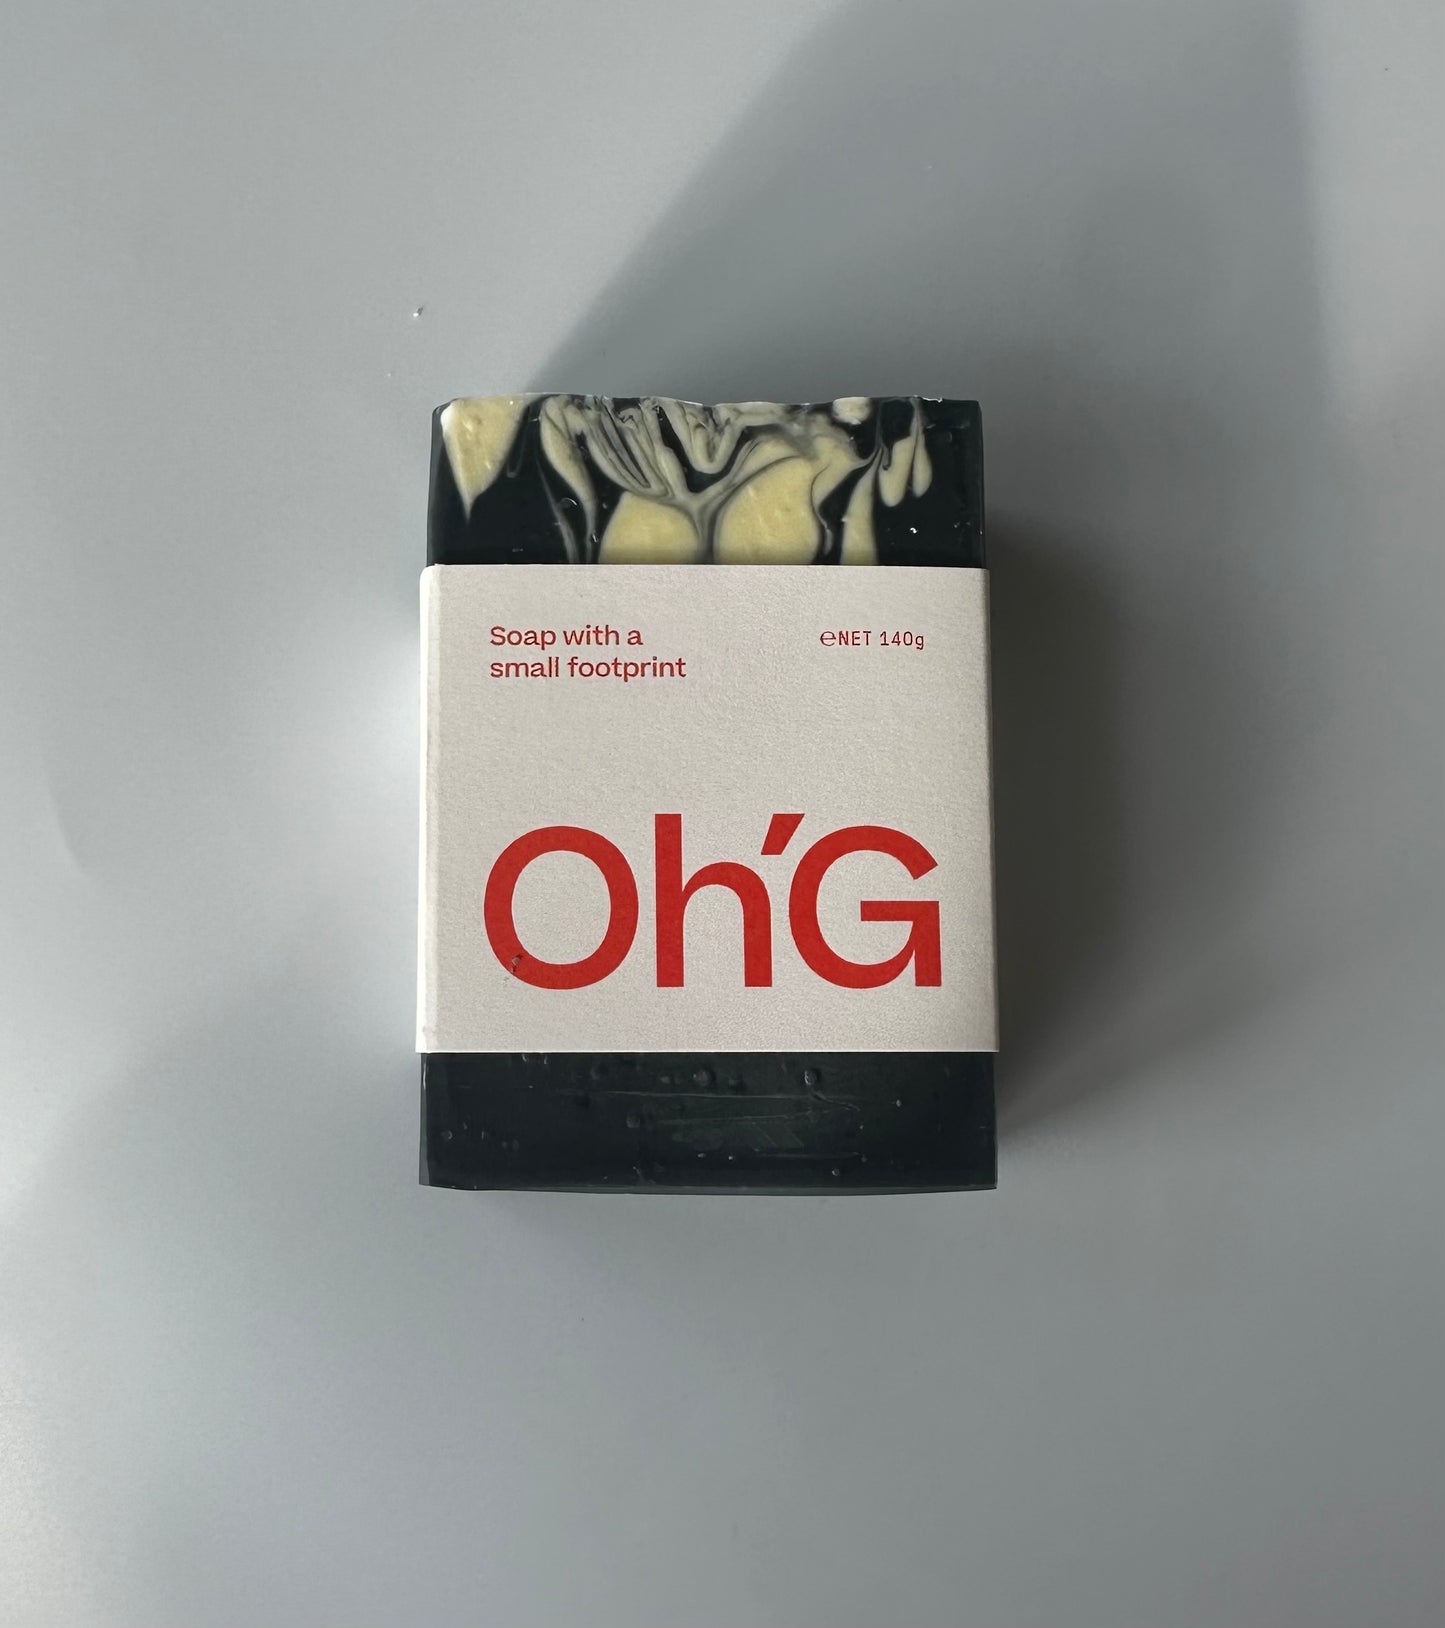 Soap with a
small footprint
℮NET 140g
Oh'G